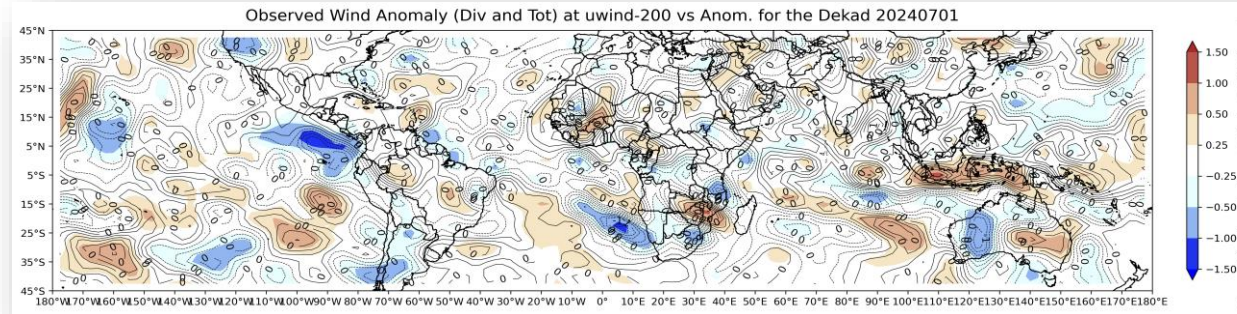 Observed Wind Anomaly (Div and Tot) at uwind-200 vs Anom. for the Dekad 20240701
45°N
35°N
25°N
15°N
5°N
5°S
15°S
25°S
35°S
45°S
180°W170°W160°W150°W140°W130°W120°W110°W100°W90°W80°W70°W60°W50°W40°W30°W20°W10°W 0° 10°E 20°E 30°E 40°E 50°E 60°E 70°E 80°E 90°E 100°E110°E120°E130°E140°E150°E160°E170°E180°E
1.50
1.00
0.50
0.25
−0.25
−0.50
−1.00
−1.50